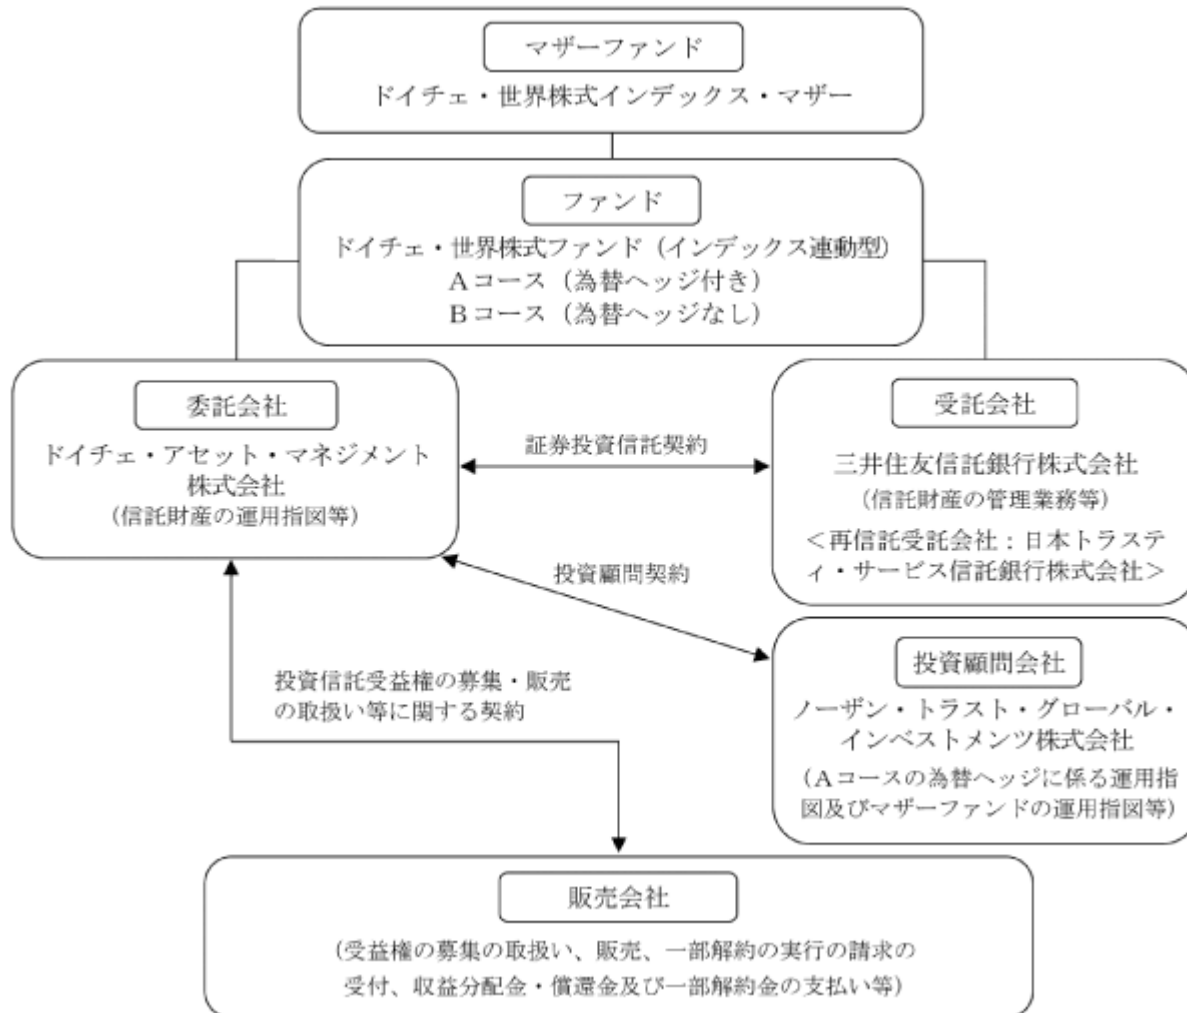 マザーファンド
ドイチェ・世界株式インデックス・マザー
ファンド
ドイチェ・世界株式ファンド（インデックス連動型）
Ａコース（為替ヘッジ付き）
Ｂコース（為替ヘッジなし）
委託会社
ドイチェ・アセット・マネジメント
株式会社
（信託財産の運用指図等）
証券投資信託契約
受託会社
三井住友信託銀行株式会社
（信託財産の管理業務等）
＜再信託受託会社：日本トラステ
ィ・サービス信託銀行株式会社＞
投資顧問契約
投資顧問会社
ノーザン・トラスト・グローバル・
インベストメンツ株式会社
（Ａコースの為替ヘッジに係る運用指
図及びマザーファンドの運用指図等）
投資信託受益権の募集・販売
の取扱い等に関する契約
販売会社
（受益権の募集の取扱い、販売、一部解約の実行の請求の
受付、収益分配金・償還金及び一部解約金の支払い等）